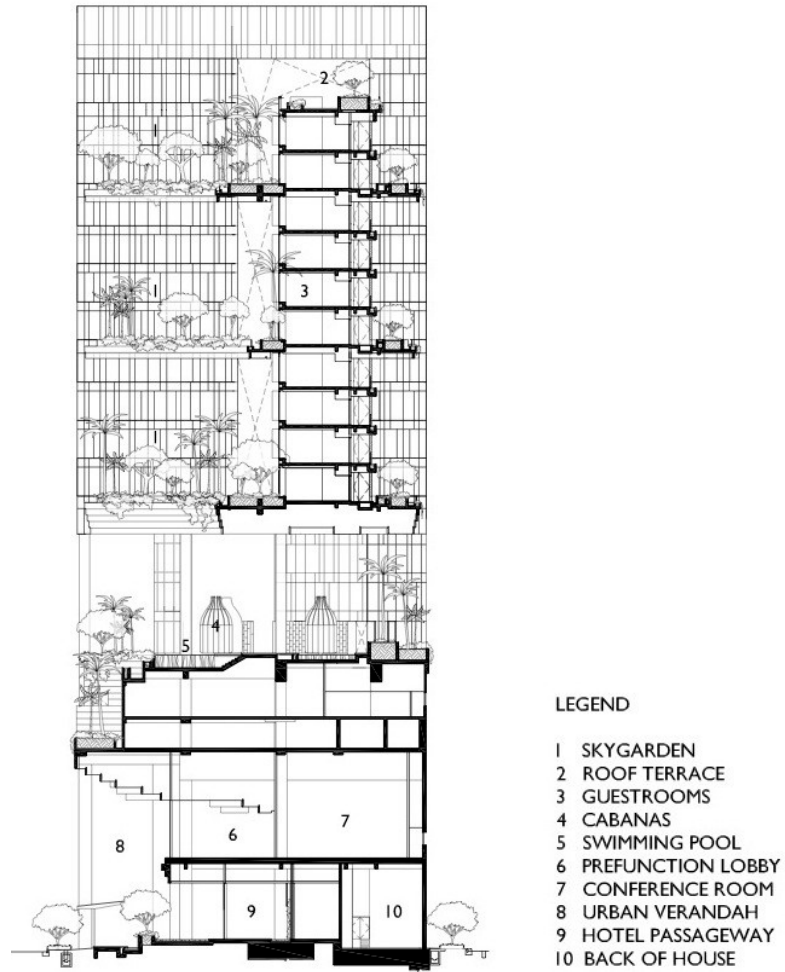 2
1
1
3
1
4
5
6
7
8
9
10
LEGEND
1 SKYGARDEN
2 ROOF TERRACE
3 GUESTROOMS
4 CABANAS
5 SWIMMING POOL
6 PREFUNCTION LOBBY
7 CONFERENCE ROOM
8 URBAN VERANDAH
9 HOTEL PASSAGEWAY
10 BACK OF HOUSE